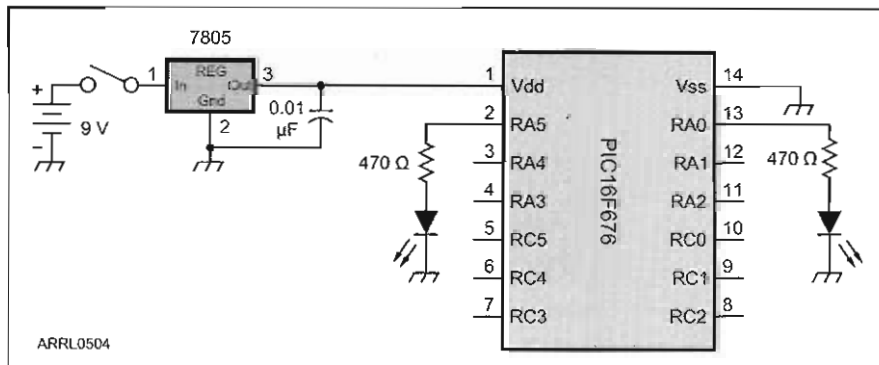 7805
REG
In
Out
Gnd
1
3
2
+
-
9 V
0.01
µF
PIC16F676
1 Vdd
2 RA5
3 RA4
4 RA3
5 RC5
6 RC4
7 RC3
Vss 14
RA0 13
RA1 12
RA2 11
RC0 10
RC1 9
RC2 8
470 Ω
470 Ω
ARRL0504